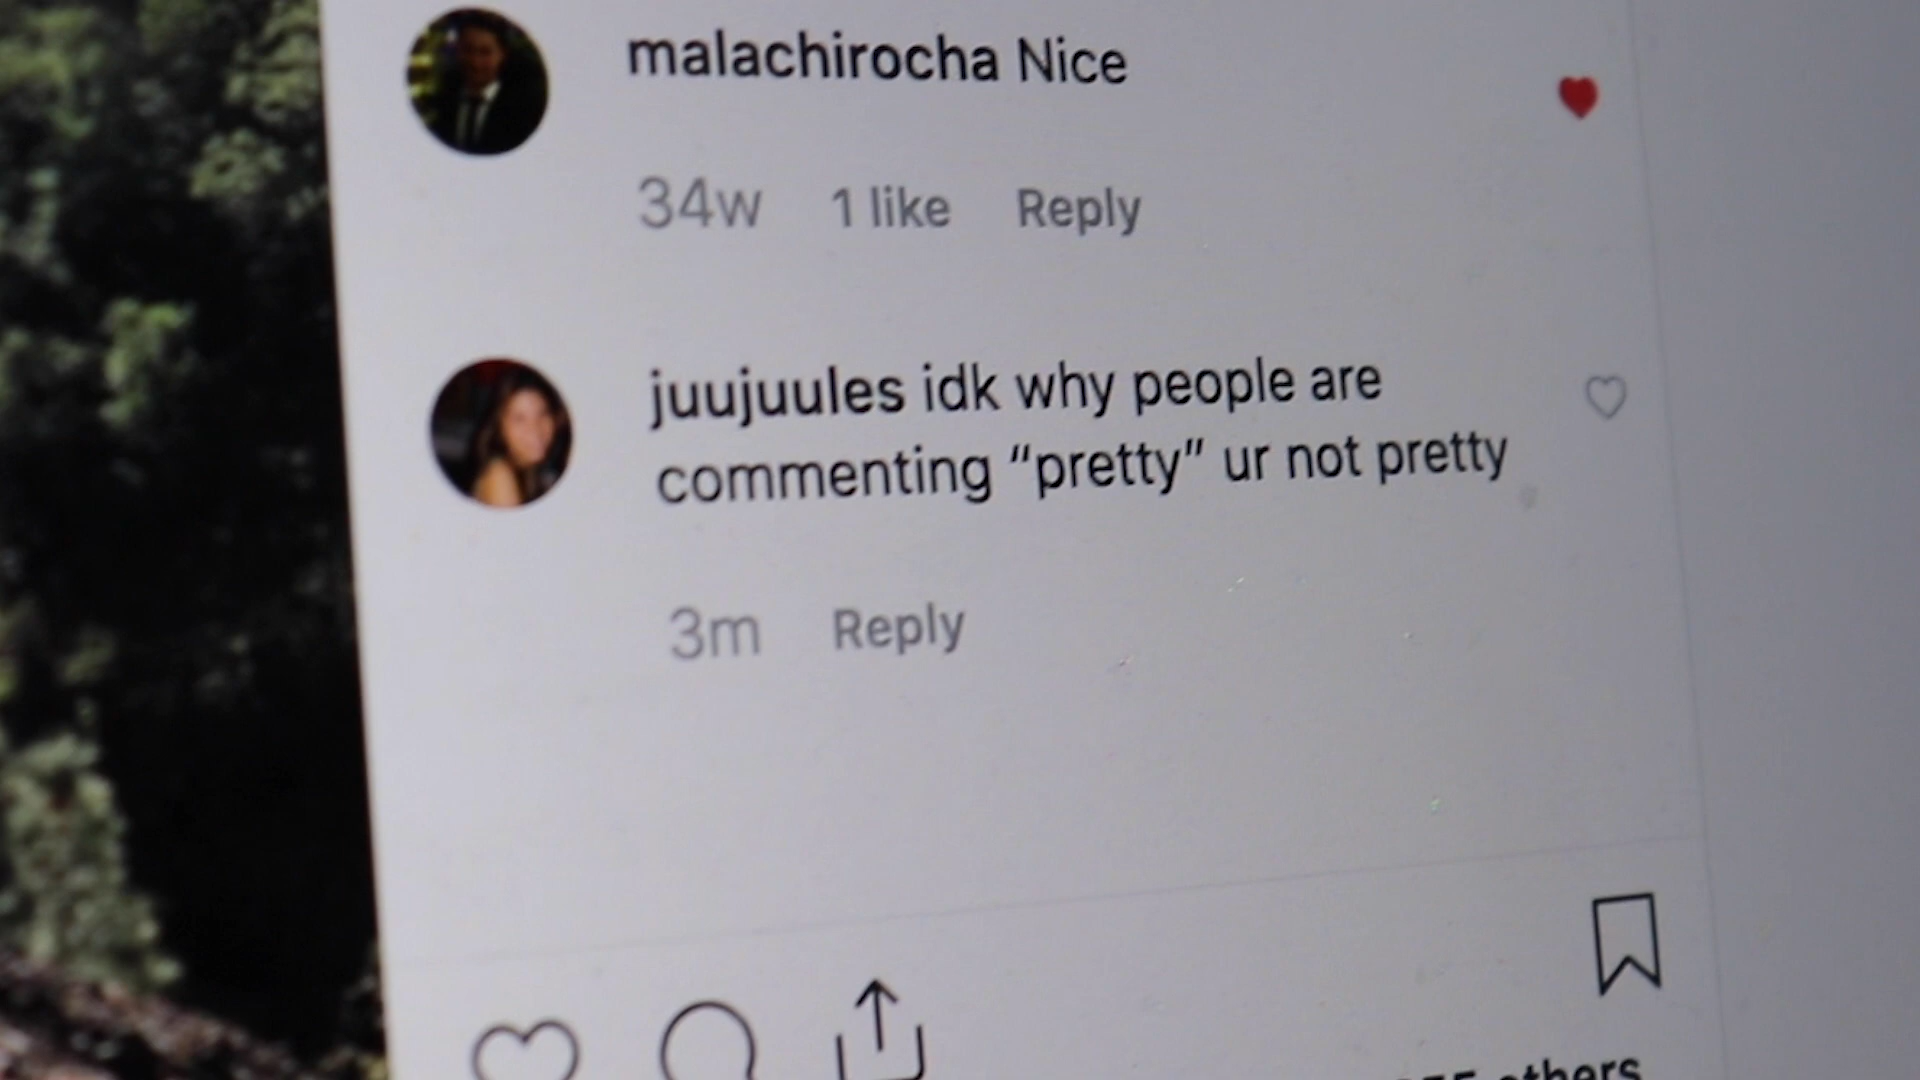 malachirocha Nice
34w 1 like Reply
juujuules idk why people are
commenting “pretty” ur not pretty
3m Reply
others